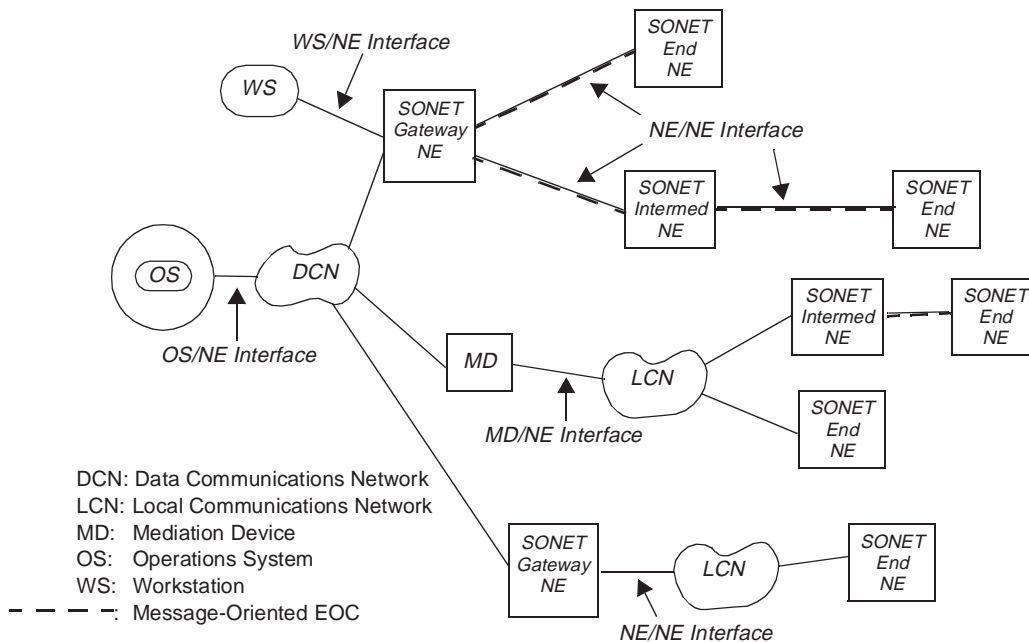 WS/NE Interface
WS
SONET
Gateway
NE
SONET
End
NE
NE/NE Interface
SONET
Intermed
NE
SONET
End
NE
OS
DCN
OS/NE Interface
MD
LCN
MD/NE Interface
SONET
Intermed
NE
SONET
End
NE
SONET
End
NE
DCN: Data Communications Network
LCN: Local Communications Network
MD: Mediation Device
OS: Operations System
WS: Workstation
: Message-Oriented EOC
SONET
Gateway
NE
LCN
SONET
End
NE
NE/NE Interface